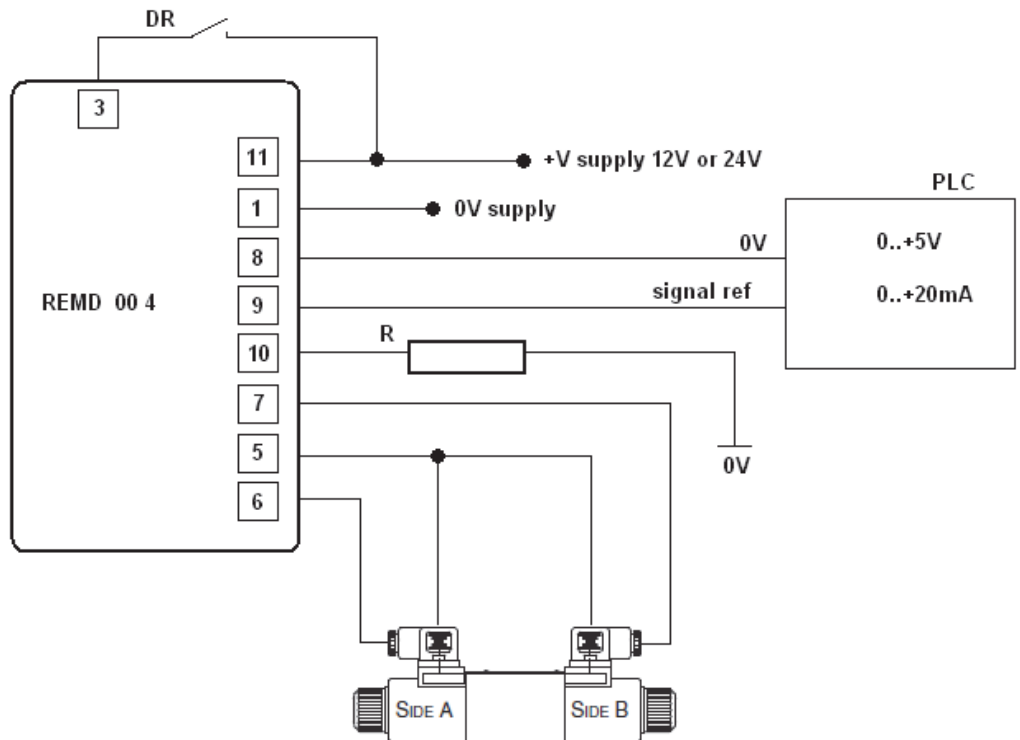 DR
3
11
+V supply 12V or 24V
PLC
1
0V supply
8
0V
0..+5V
REMD 00 4
9
signal ref
0..+20mA
R
10
7
5
0V
6
SIDE A
SIDE B